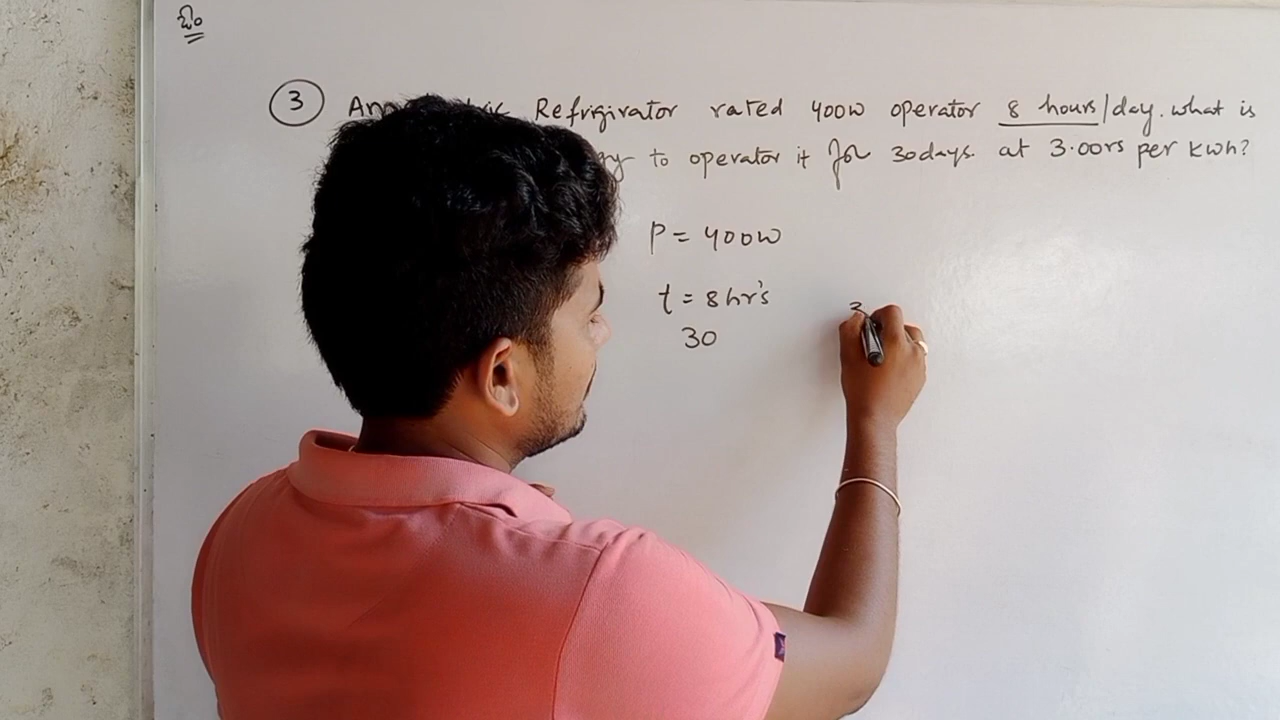 3 An Refrigirator rated 400w operator 8 hours/day. what is
to operator it for 30days. at 3.00rs per kwh?
P = 400w
t = 8hr's
30
3